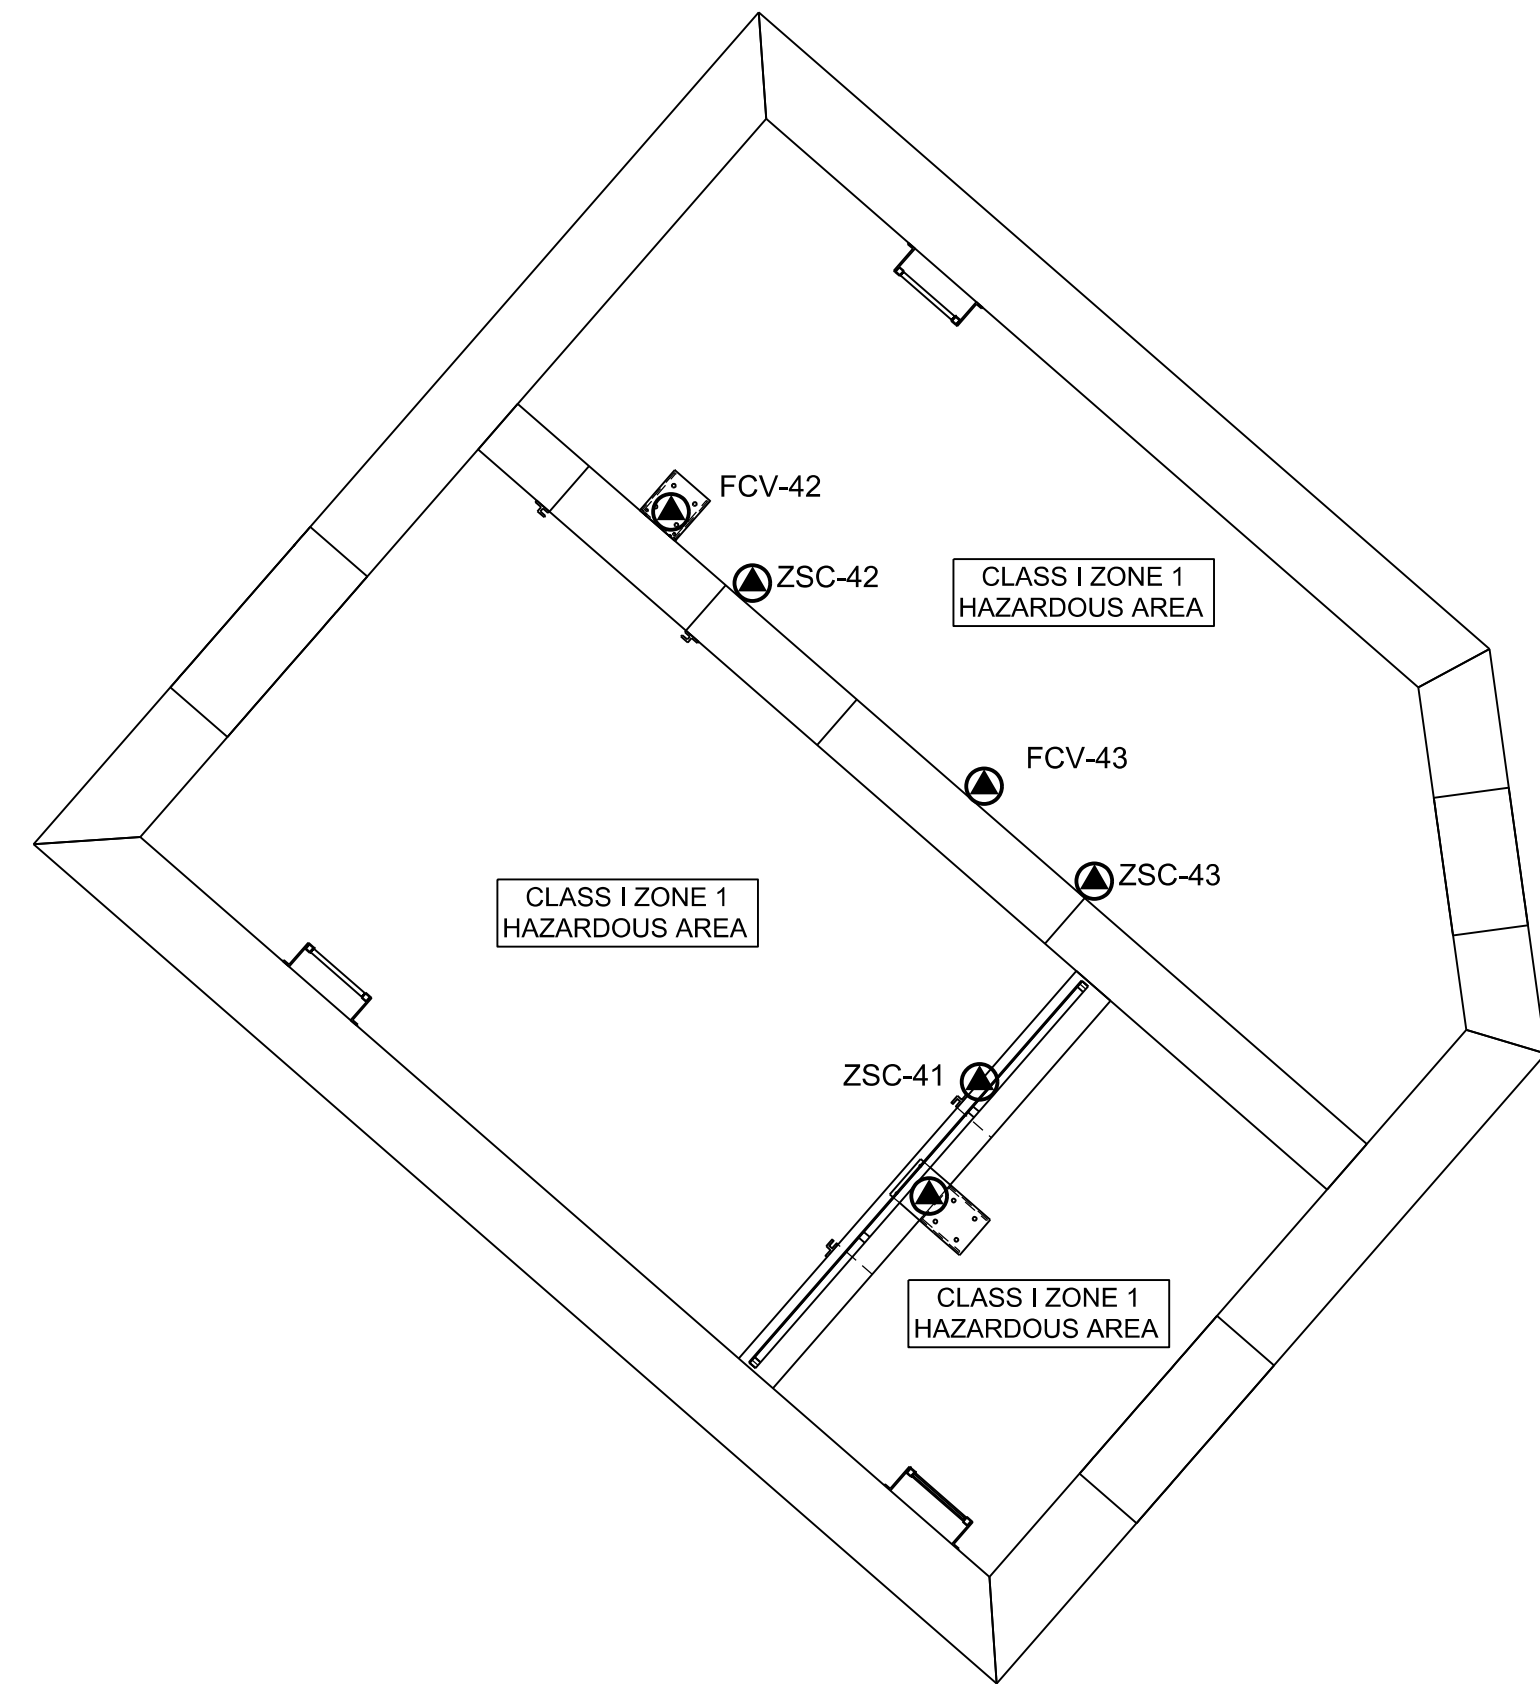 FCV-42
ZSC-42
CLASS I ZONE 1
HAZARDOUS AREA
FCV-43
ZSC-43
CLASS I ZONE 1
HAZARDOUS AREA
ZSC-41
CLASS I ZONE 1
HAZARDOUS AREA